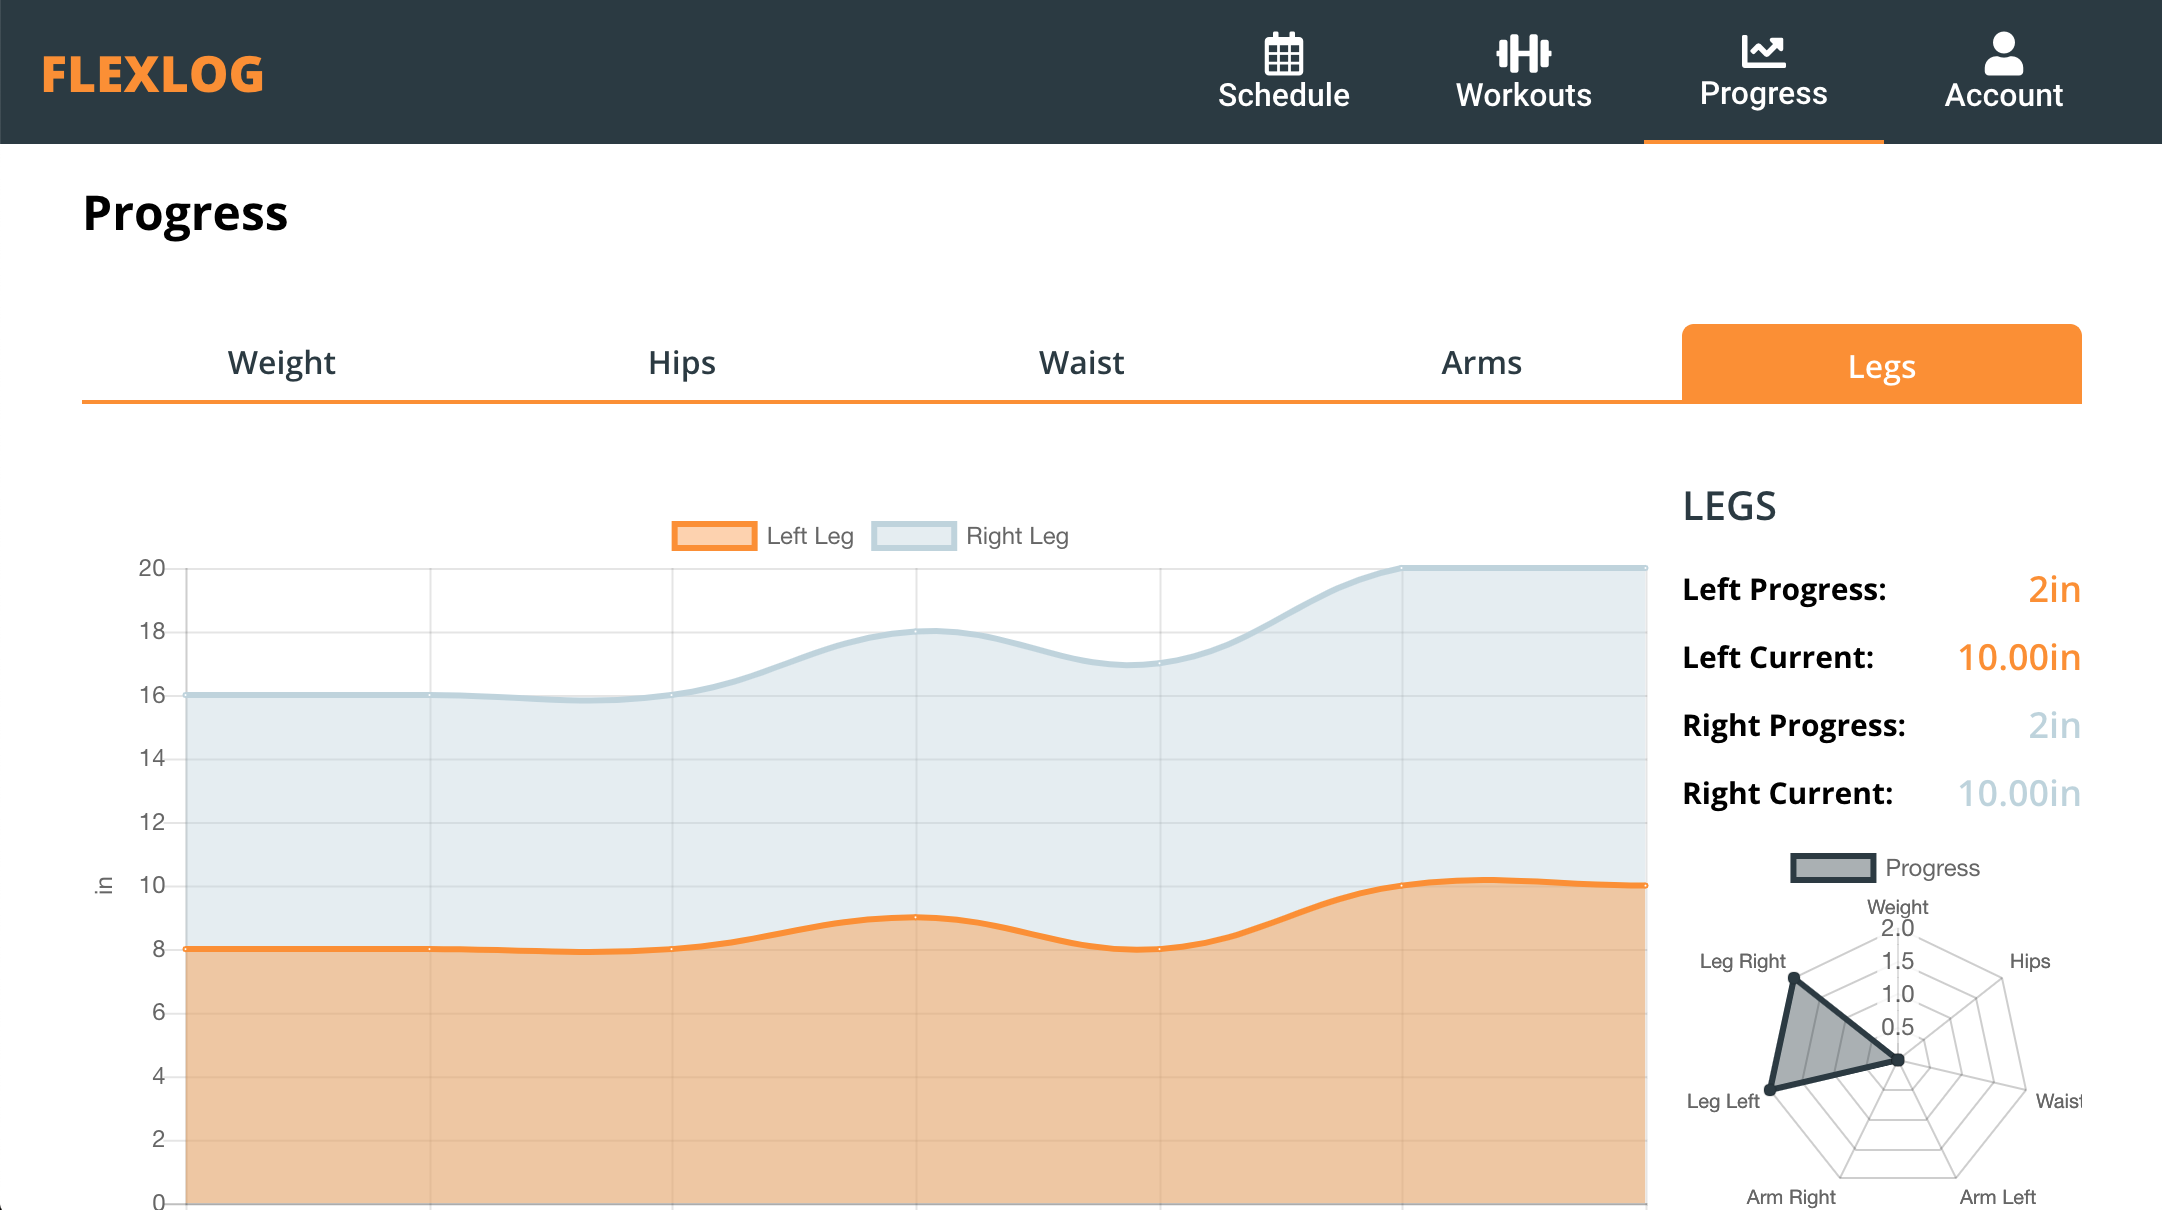 FLEXLOG
Schedule
Workouts
Progress
Account
Progress
Weight
Hips
Waist
Arms
Legs
Left Leg
Right Leg
20
18
16
14
12
10
8
6
4
2
0
in
LEGS
Left Progress: 2in
Left Current: 10.00in
Right Progress: 2in
Right Current: 10.00in
Progress
Weight
2.0
1.5
1.0
0.5
Leg Right
Hips
Leg Left
Waist
Arm Right
Arm Left